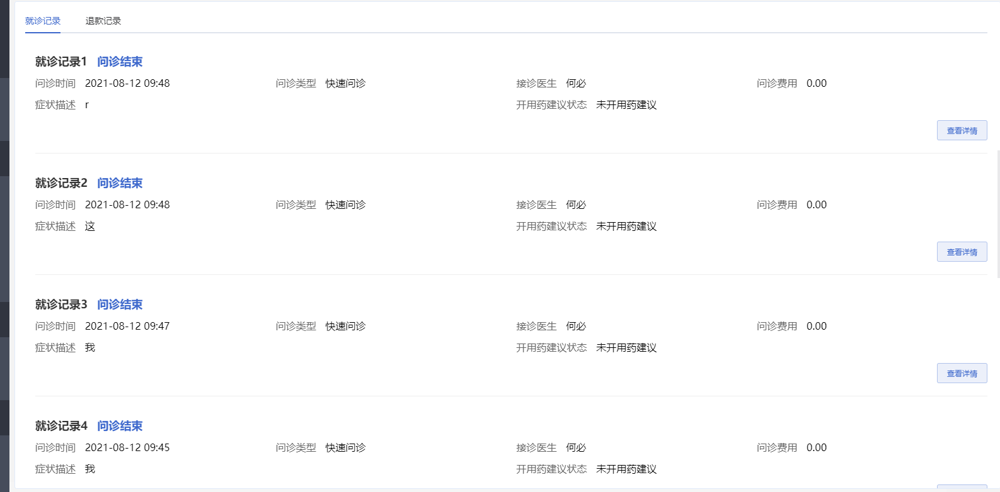 就诊记录 退款记录
就诊记录1 问诊结束
问诊时间 2021-08-12 09:48 问诊类型 快速问诊 接诊医生 何必 问诊费用 0.00
症状描述 r 开用药建议状态 未开用药建议
查看详情
就诊记录2 问诊结束
问诊时间 2021-08-12 09:48 问诊类型 快速问诊 接诊医生 何必 问诊费用 0.00
症状描述 这 开用药建议状态 未开用药建议
查看详情
就诊记录3 问诊结束
问诊时间 2021-08-12 09:47 问诊类型 快速问诊 接诊医生 何必 问诊费用 0.00
症状描述 我 开用药建议状态 未开用药建议
查看详情
就诊记录4 问诊结束
问诊时间 2021-08-12 09:45 问诊类型 快速问诊 接诊医生 何必 问诊费用 0.00
症状描述 我 开用药建议状态 未开用药建议